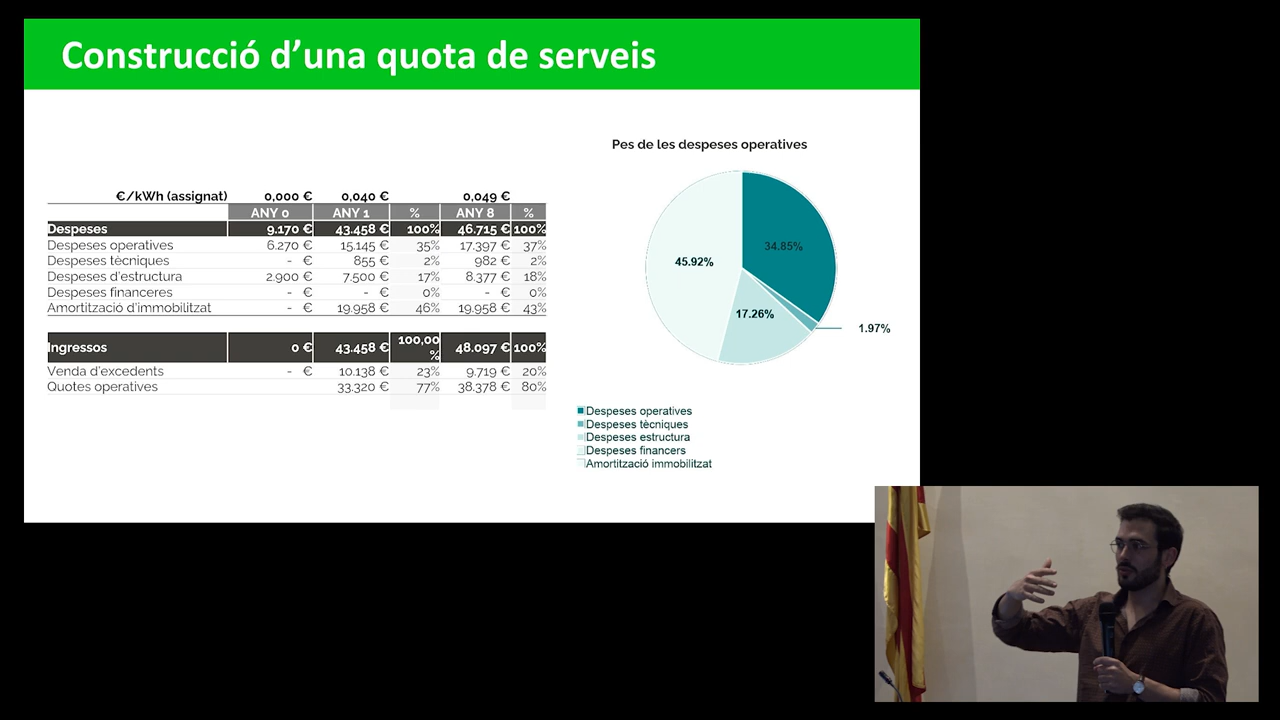 Construcció d'una quota de serveis
€/kWh (assignat) 0,000 € 0,040 € 0,049 €
ANY 0 ANY 1 % ANY 8 %
Despeses 9.170 € 43.458 € 100% 46.715 € 100%
Despeses operatives 6.270 € 15.145 € 35% 17.397 € 37%
Despeses tècniques - € 855 € 2% 982 € 2%
Despeses d'estructura 2.900 € 7.500 € 17% 8.377 € 18%
Despeses financeres - € - € 0% - € 0%
Amortització d'immobilitzat - € 19.958 € 46% 19.958 € 43%
Ingressos 0 € 43.458 € 100,00 % 48.097 € 100%
Venda d'excedents - € 10.138 € 23% 9.719 € 20%
Quotes operatives 33.320 € 77% 38.378 € 80%
Pes de les despeses operatives
34.85%
45.92%
17.26%
1.97%
Despeses operatives
Despeses tècniques
Despeses estructura
Despeses financers
Amortització immobilitzat